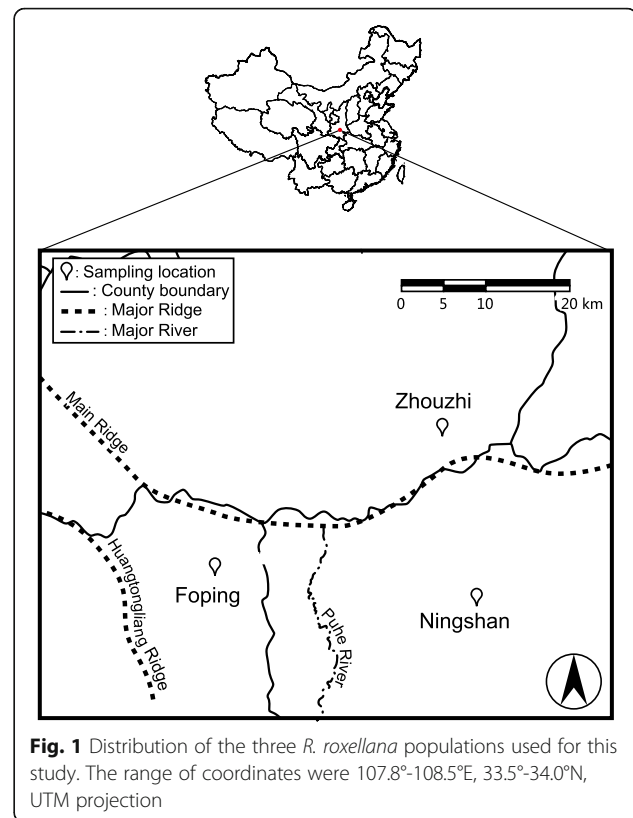 : Sampling location
: County boundary
: Major Ridge
: Major River
0 5 10 20 km
Zhouzhi
Main Ridge
Huangtongliang Ridge
Foping
Puhe River
Ningshan
Fig. 1 Distribution of the three R. roxellana populations used for this
study. The range of coordinates were 107.8°-108.5°E, 33.5°-34.0°N,
UTM projection